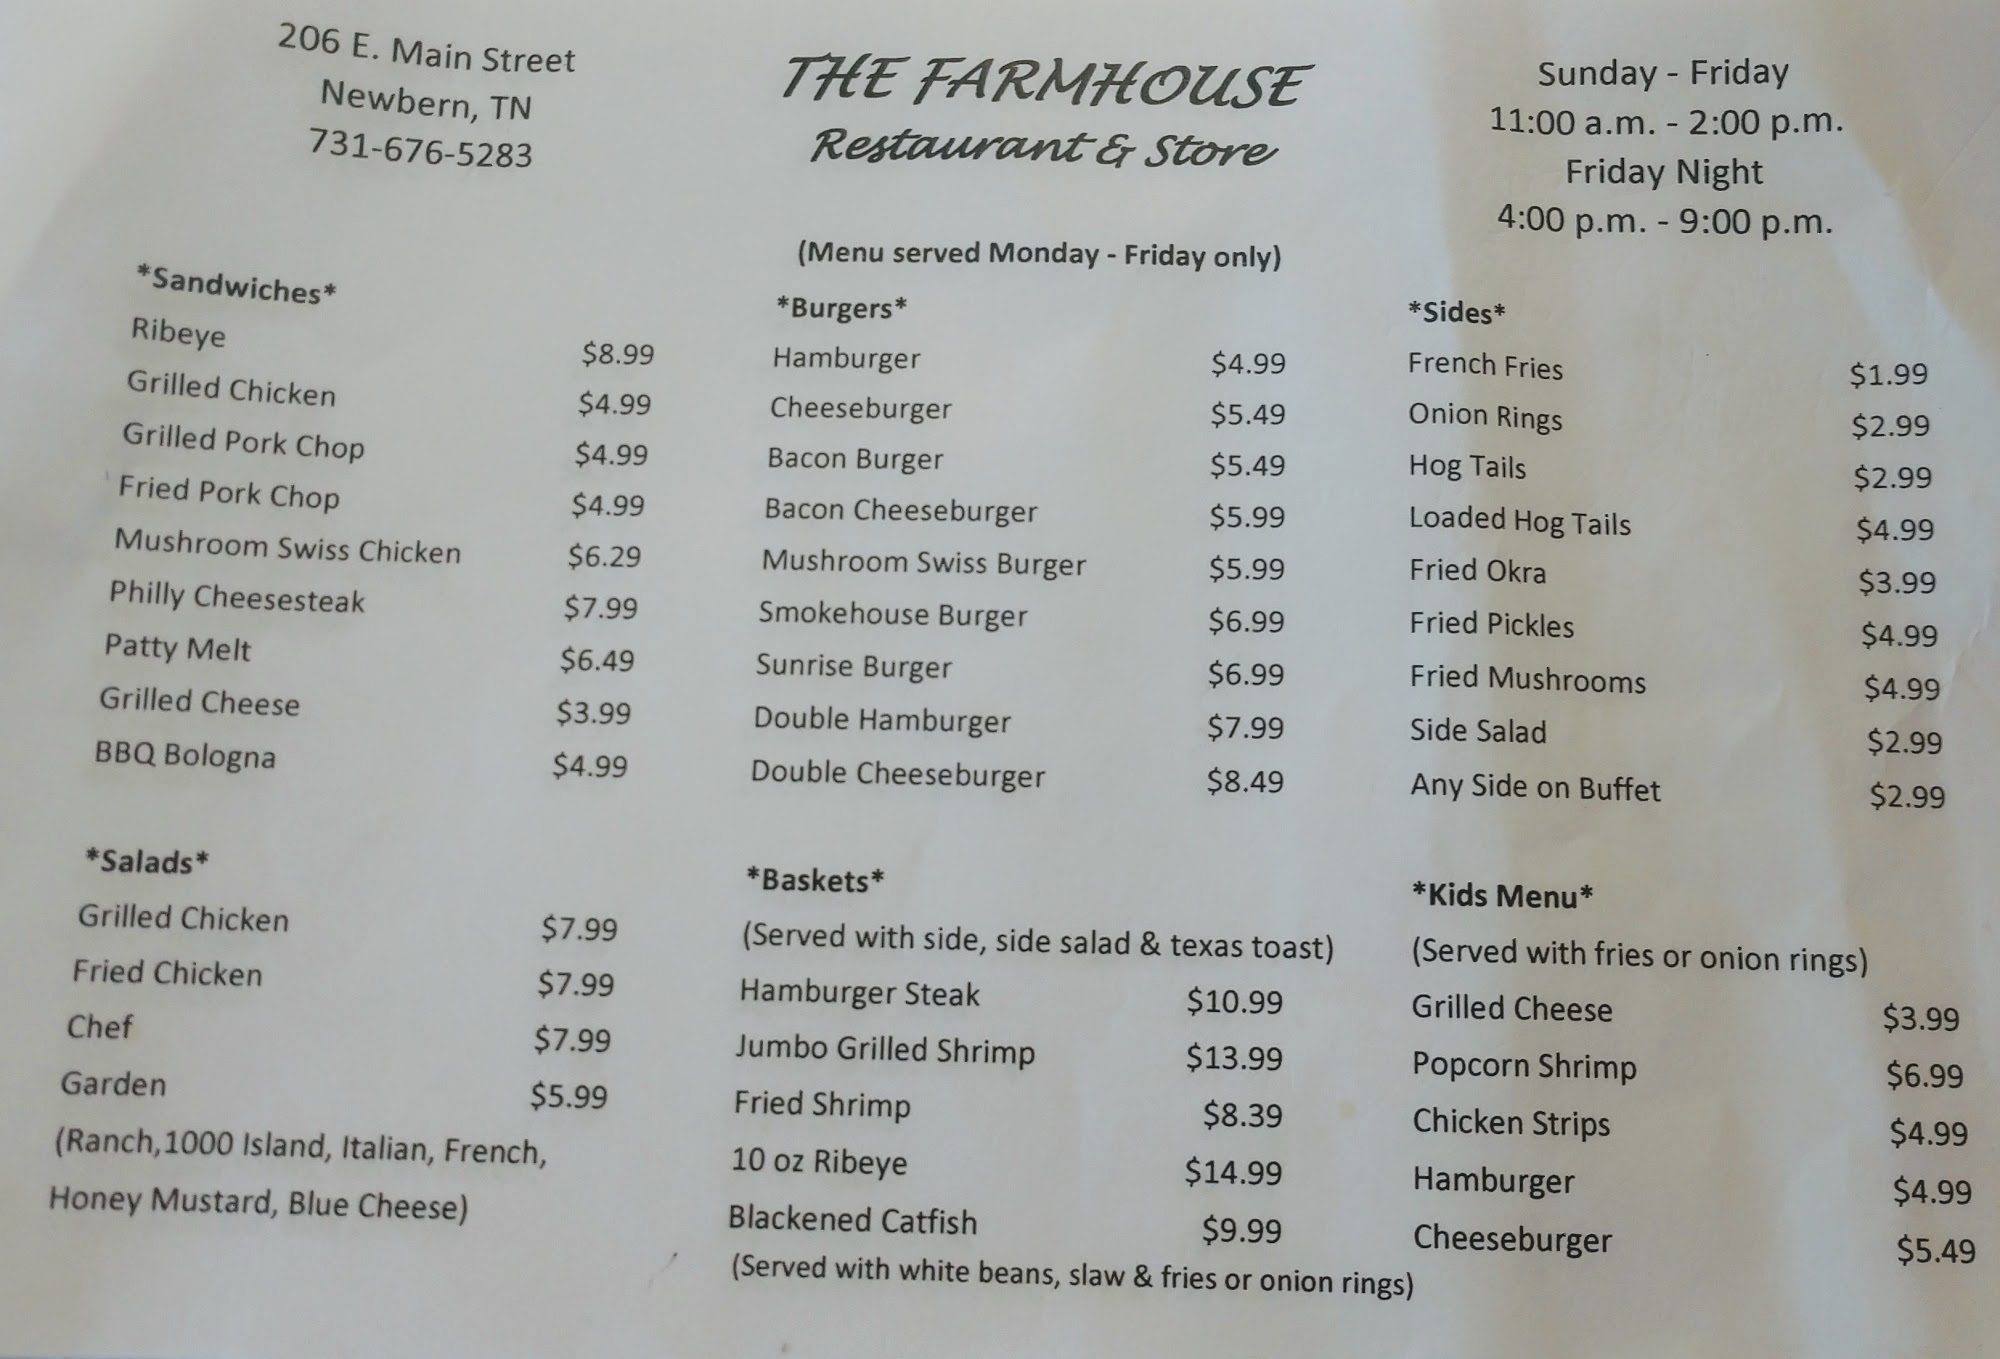 206 E. Main Street
Newbern, TN
731-676-5283
THE FARMHOUSE
Restaurant & Store
Sunday - Friday
11:00 a.m. - 2:00 p.m.
Friday Night
4:00 p.m. - 9:00 p.m.
(Menu served Monday - Friday only)
*Sandwiches*
Ribeye $8.99
Grilled Chicken $4.99
Grilled Pork Chop $4.99
Fried Pork Chop $4.99
Mushroom Swiss Chicken $6.29
Philly Cheesesteak $7.99
Patty Melt $6.49
Grilled Cheese $3.99
BBQ Bologna $4.99
*Burgers*
Hamburger $4.99
Cheeseburger $5.49
Bacon Burger $5.49
Bacon Cheeseburger $5.99
Mushroom Swiss Burger $5.99
Smokehouse Burger $6.99
Sunrise Burger $6.99
Double Hamburger $7.99
Double Cheeseburger $8.49
*Sides*
French Fries $1.99
Onion Rings $2.99
Hog Tails $2.99
Loaded Hog Tails $4.99
Fried Okra $3.99
Fried Pickles $4.99
Fried Mushrooms $4.99
Side Salad $2.99
Any Side on Buffet $2.99
*Salads*
Grilled Chicken $7.99
Fried Chicken $7.99
Chef $7.99
Garden $5.99
(Ranch,1000 Island, Italian, French,
Honey Mustard, Blue Cheese)
*Baskets*
(Served with side, side salad & texas toast)
Hamburger Steak $10.99
Jumbo Grilled Shrimp $13.99
Fried Shrimp $8.39
10 oz Ribeye $14.99
Blackened Catfish $9.99
(Served with white beans, slaw & fries or onion rings)
*Kids Menu*
(Served with fries or onion rings)
Grilled Cheese $3.99
Popcorn Shrimp $6.99
Chicken Strips $4.99
Hamburger $4.99
Cheeseburger $5.49